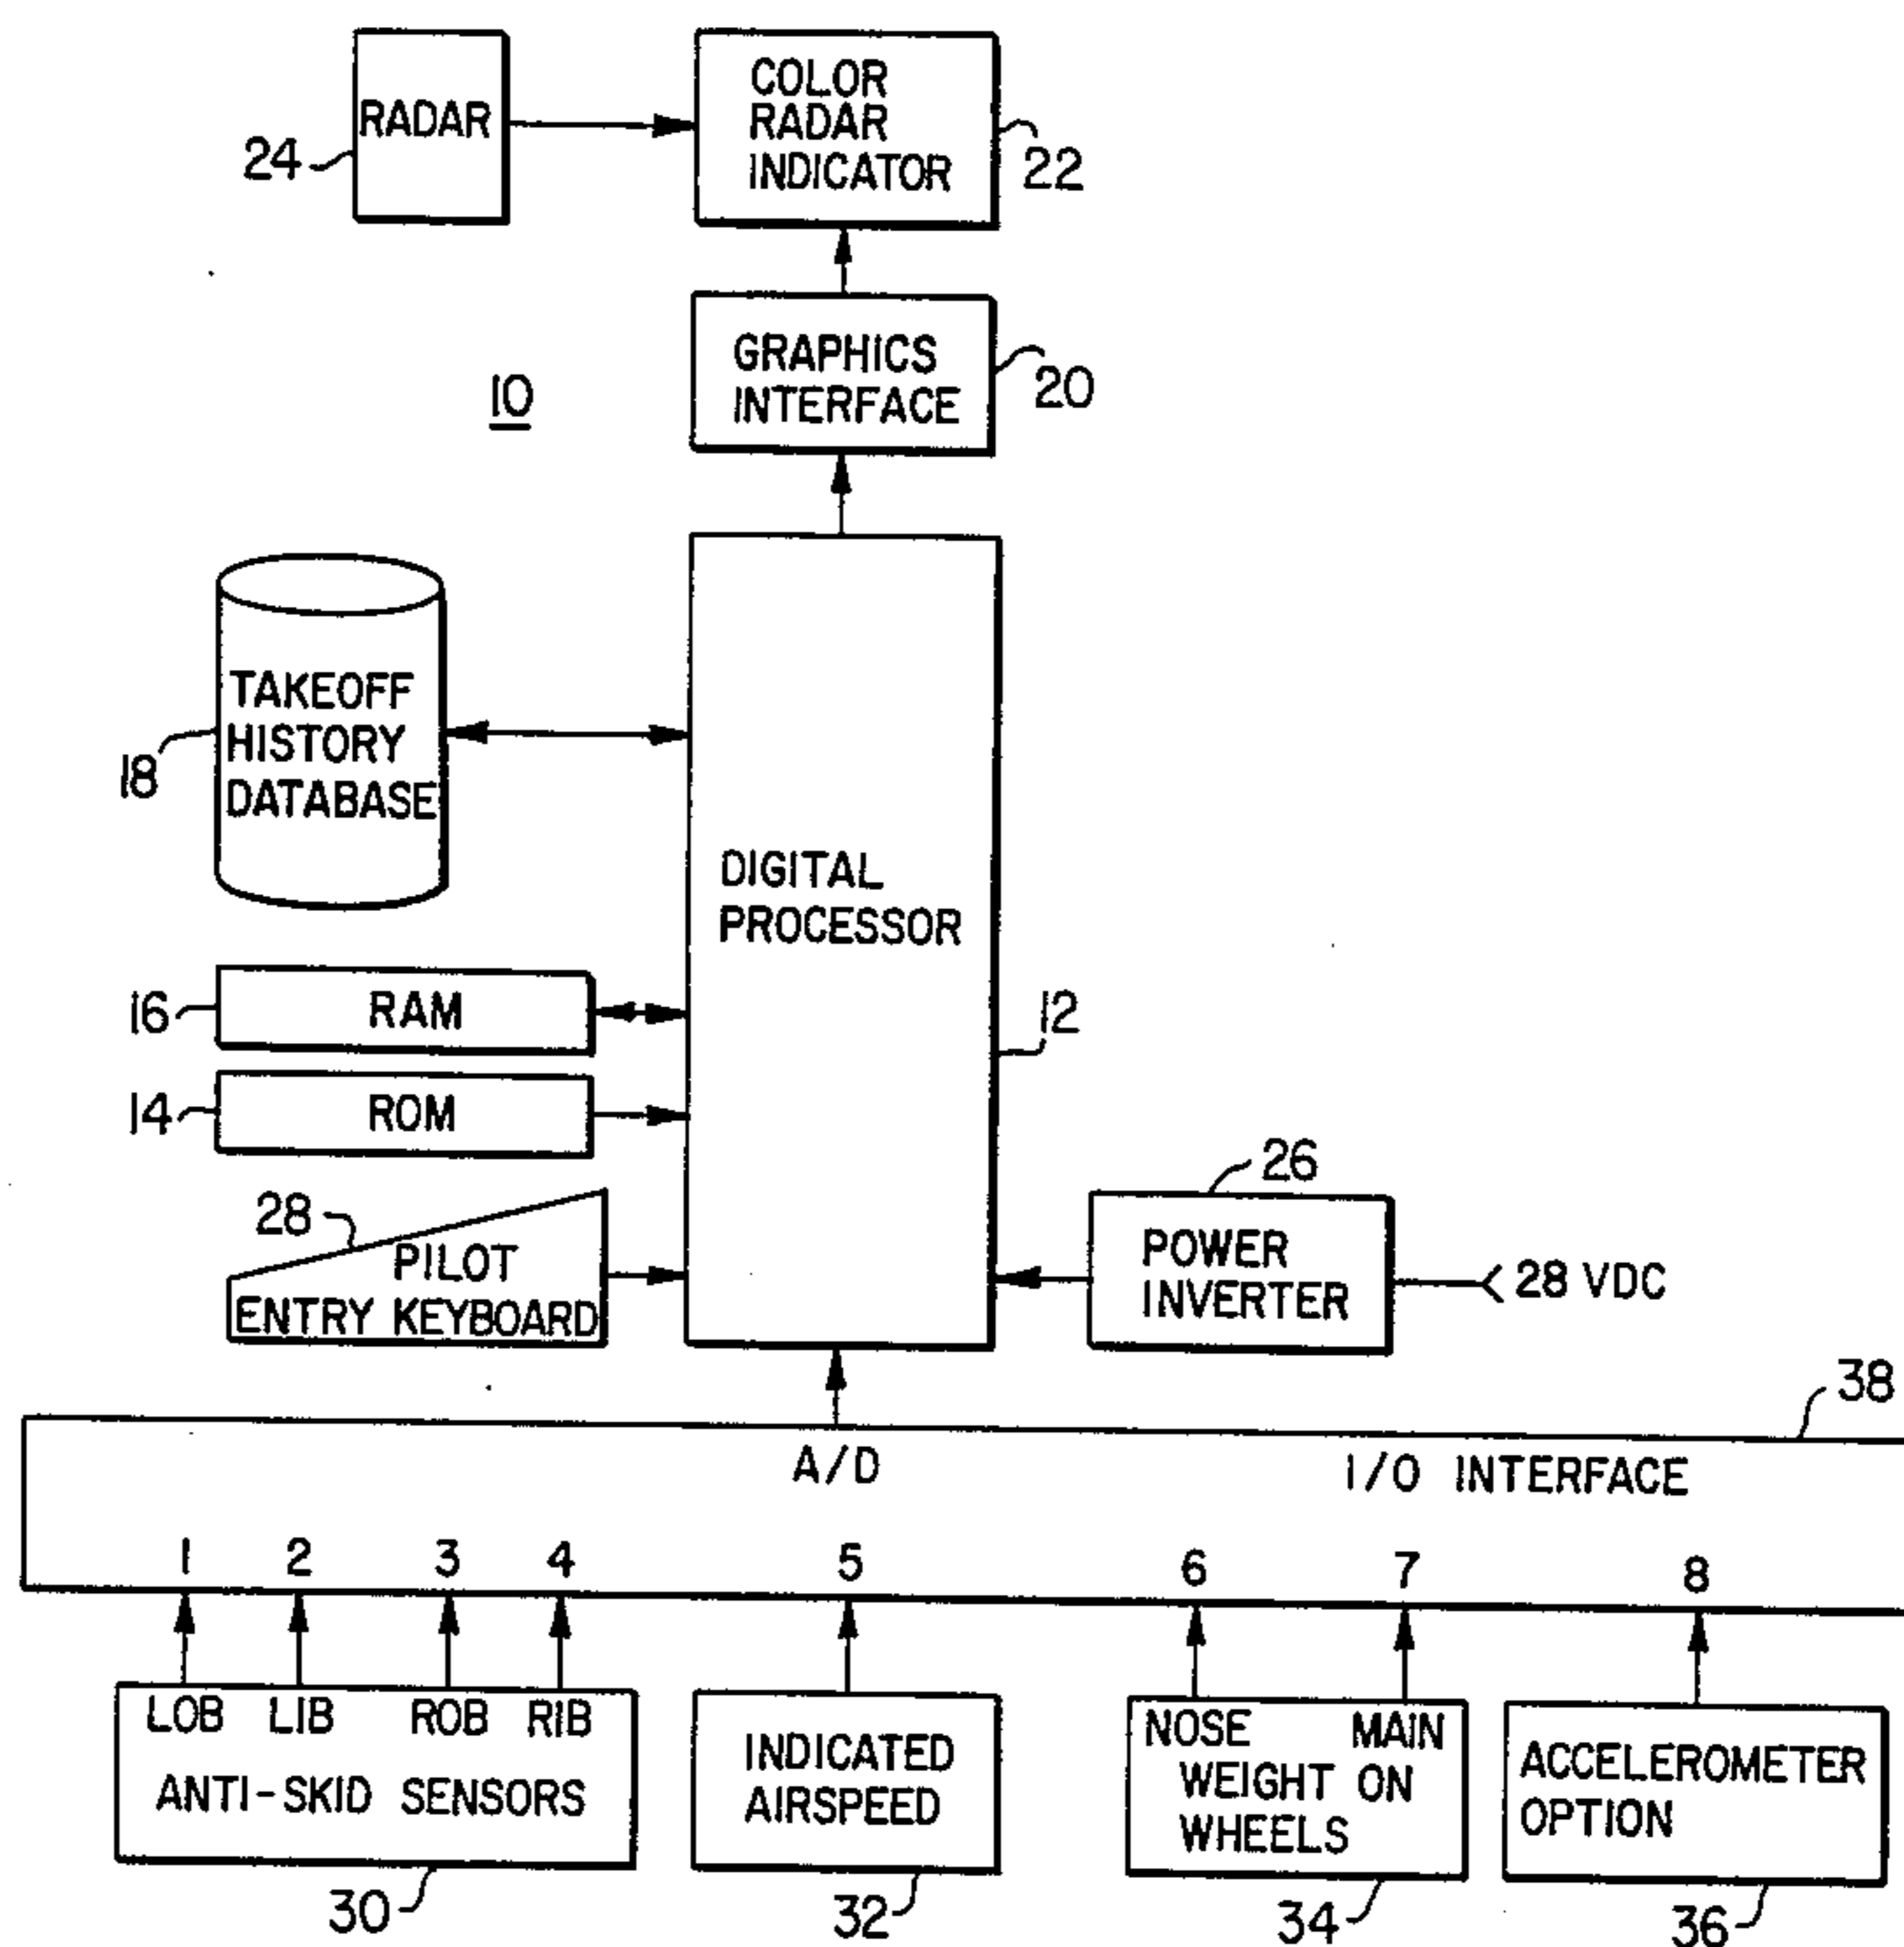 RADAR
24
COLOR
RADAR
INDICATOR
22
GRAPHICS
INTERFACE
20
10
TAKEOFF
HISTORY
DATABASE
18
DIGITAL
PROCESSOR
12
16
RAM
14
ROM
28
PILOT
ENTRY KEYBOARD
26
POWER
INVERTER
28 VDC
38
A/D
I/O INTERFACE
1 2 3 4 5 6 7 8
LOB LIB ROB RIB
ANTI-SKID SENSORS
30
INDICATED
AIRSPEED
32
NOSE MAIN
WEIGHT ON
WHEELS
34
ACCELEROMETER
OPTION
36